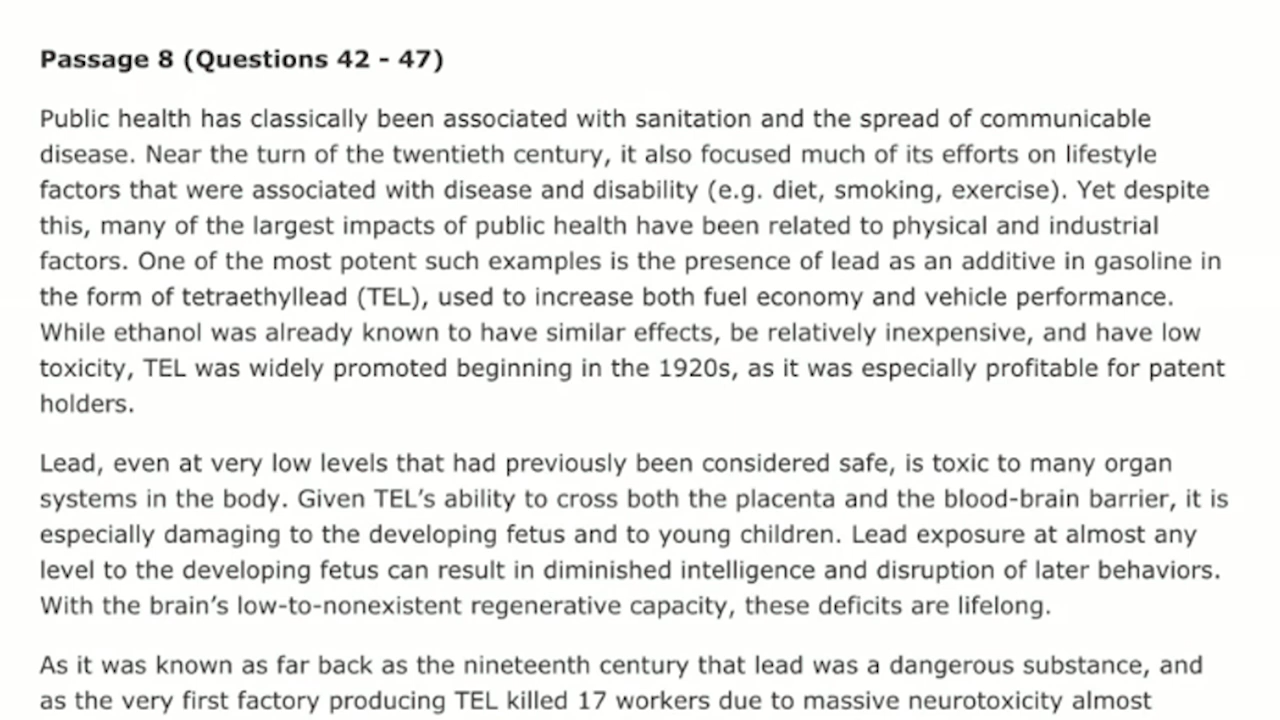 Passage 8 (Questions 42 - 47)
Public health has classically been associated with sanitation and the spread of communicable
disease. Near the turn of the twentieth century, it also focused much of its efforts on lifestyle
factors that were associated with disease and disability (e.g. diet, smoking, exercise). Yet despite
this, many of the largest impacts of public health have been related to physical and industrial
factors. One of the most potent such examples is the presence of lead as an additive in gasoline in
the form of tetraethyllead (TEL), used to increase both fuel economy and vehicle performance.
While ethanol was already known to have similar effects, be relatively inexpensive, and have low
toxicity, TEL was widely promoted beginning in the 1920s, as it was especially profitable for patent
holders.
Lead, even at very low levels that had previously been considered safe, is toxic to many organ
systems in the body. Given TEL’s ability to cross both the placenta and the blood-brain barrier, it is
especially damaging to the developing fetus and to young children. Lead exposure at almost any
level to the developing fetus can result in diminished intelligence and disruption of later behaviors.
With the brain’s low-to-nonexistent regenerative capacity, these deficits are lifelong.
As it was known as far back as the nineteenth century that lead was a dangerous substance, and
as the very first factory producing TEL killed 17 workers due to massive neurotoxicity almost